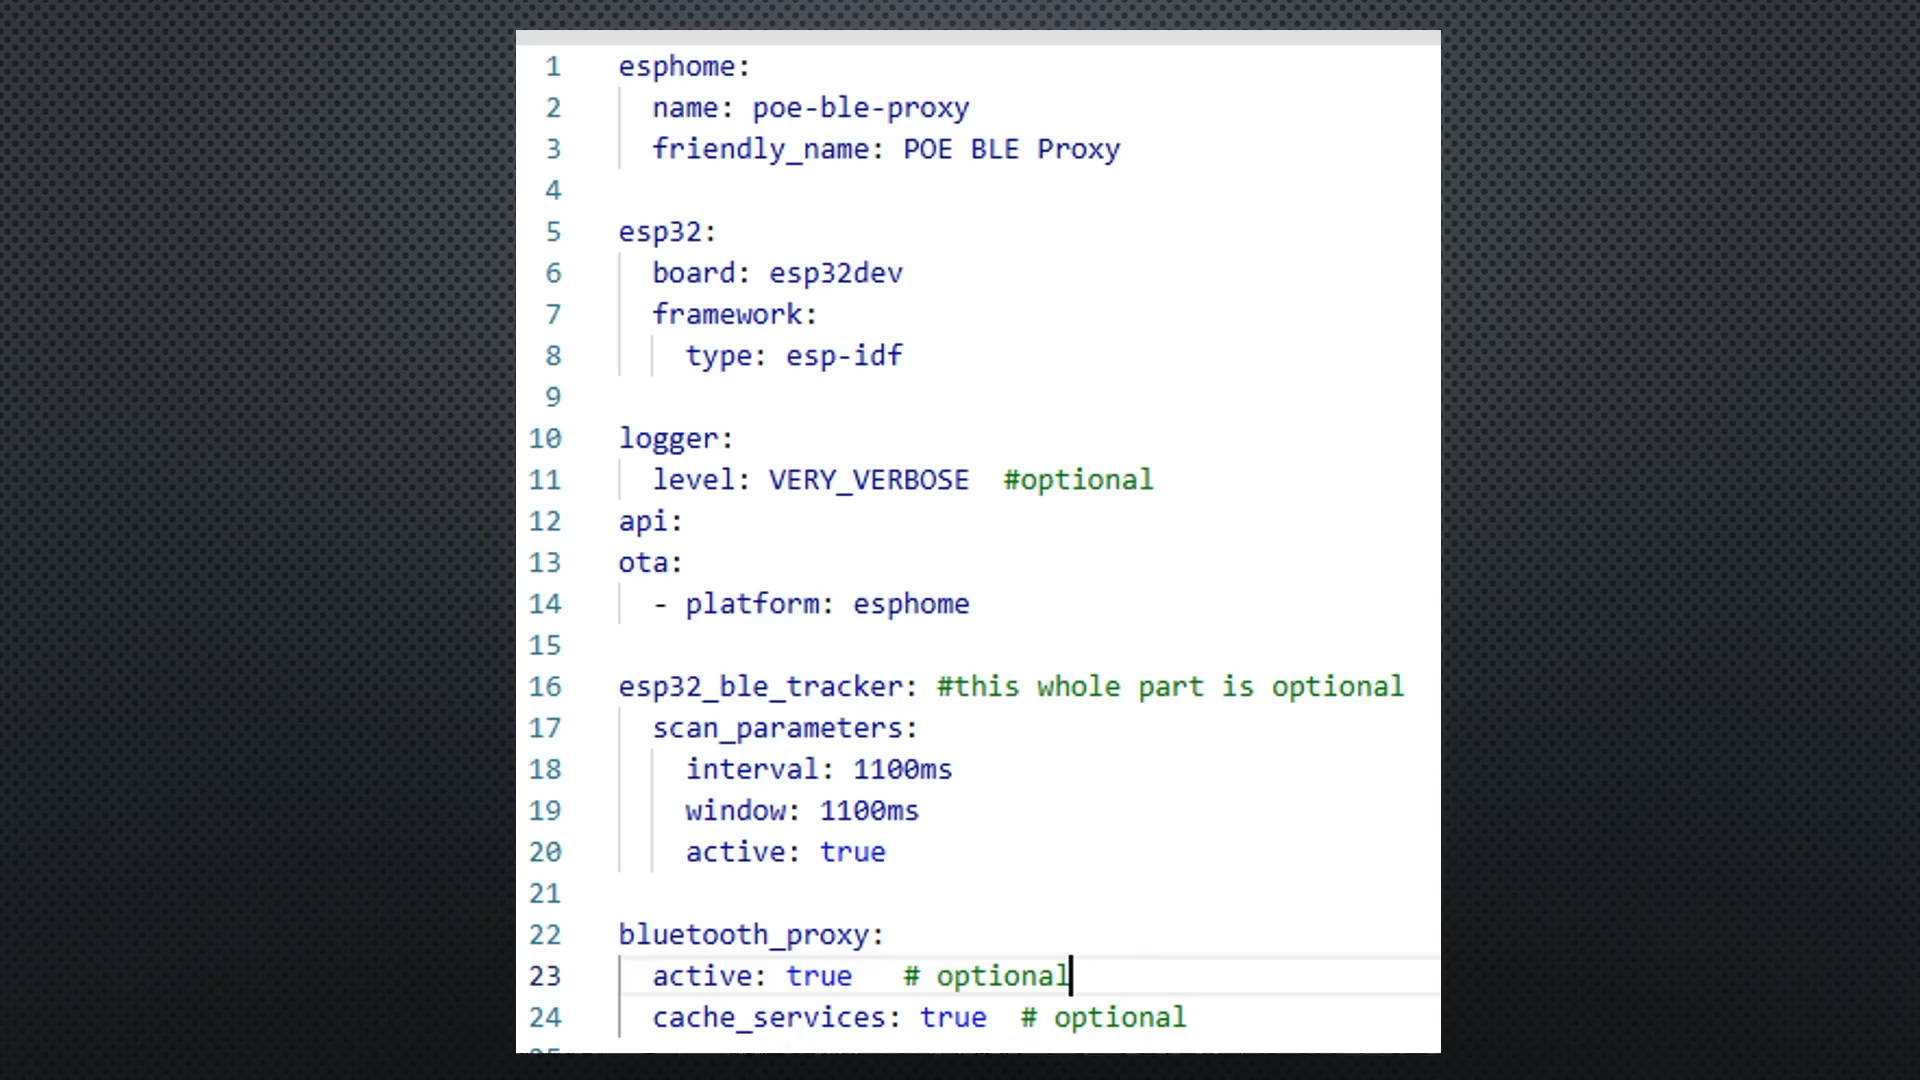 1 esphome:
2 name: poe-ble-proxy
3 friendly_name: POE BLE Proxy
4
5 esp32:
6 board: esp32dev
7 framework:
8 type: esp-idf
9
10 logger:
11 level: VERY_VERBOSE #optional
12 api:
13 ota:
14 - platform: esphome
15
16 esp32_ble_tracker: #this whole part is optional
17 scan_parameters:
18 interval: 1100ms
19 window: 1100ms
20 active: true
21
22 bluetooth_proxy:
23 active: true # optional
24 cache_services: true # optional